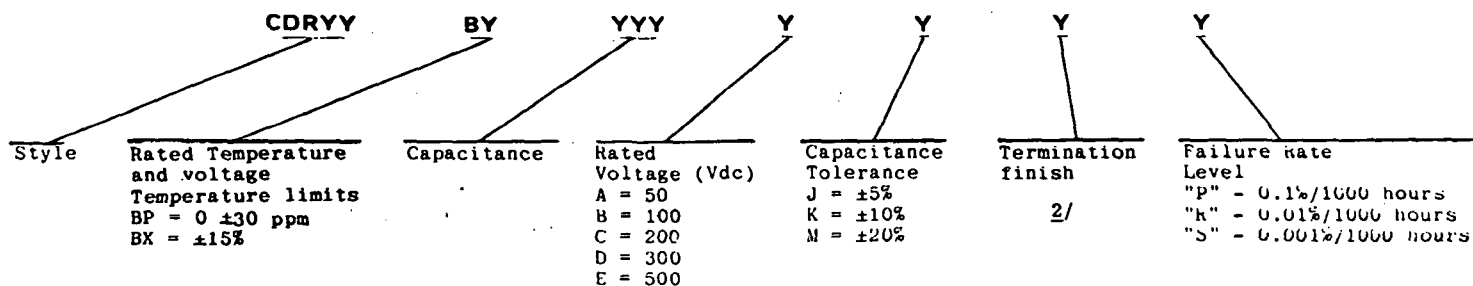 CDRYY BY YYY Y Y Y Y
Style
Rated Temperature
and voltage
Temperature limits
BP = 0 ±30 ppm
BX = ±15%
Capacitance
Rated
Voltage (Vdc)
A = 50
B = 100
C = 200
D = 300
E = 500
Capacitance
Tolerance
J = ±5%
K = ±10%
M = ±20%
Termination
finish
2/
Failure Rate
Level
"P" - 0.1%/1000 hours
"R" - 0.01%/1000 hours
"S" - 0.001%/1000 hours